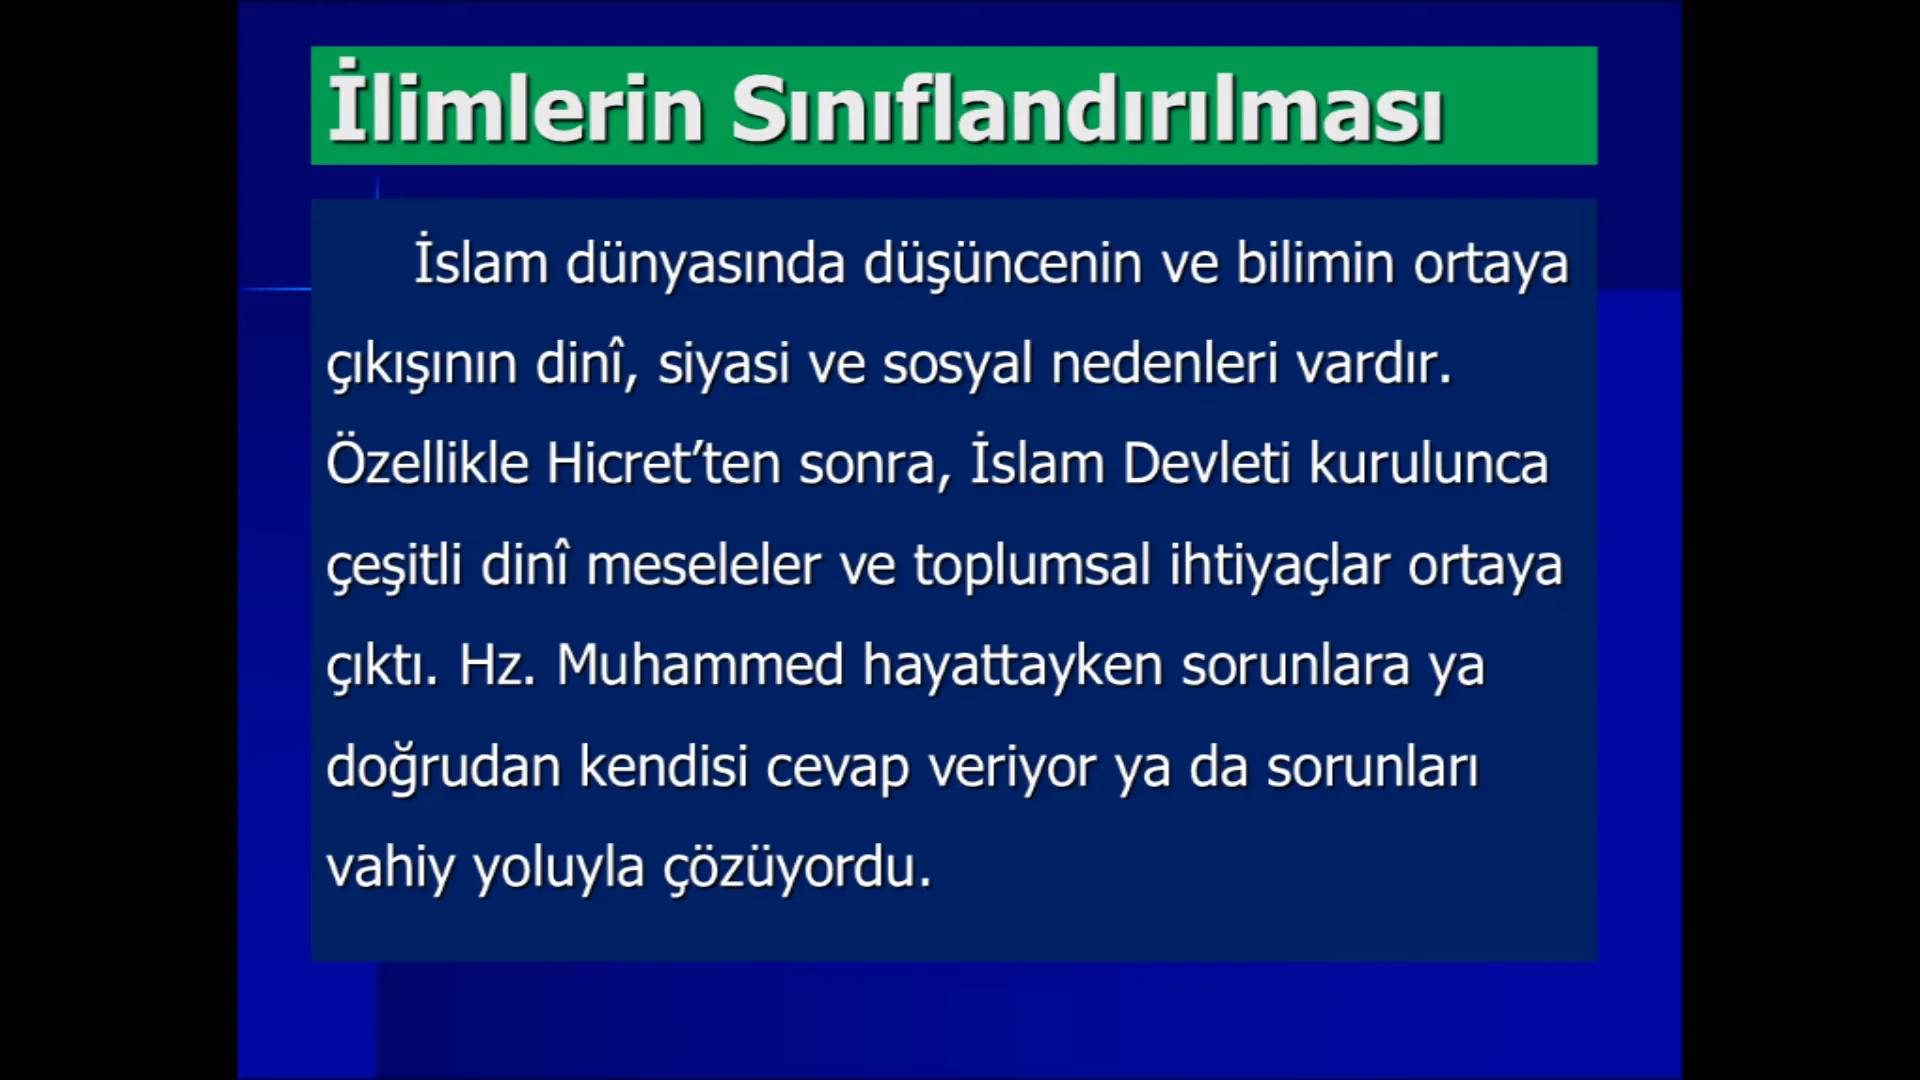 İlimlerin Sınıflandırılması
İslam dünyasında düşüncenin ve bilimin ortaya
çıkışının dinî, siyasi ve sosyal nedenleri vardır.
Özellikle Hicret’ten sonra, İslam Devleti kurulunca
çeşitli dinî meseleler ve toplumsal ihtiyaçlar ortaya
çıktı. Hz. Muhammed hayattayken sorunlara ya
doğrudan kendisi cevap veriyor ya da sorunları
vahiy yoluyla çözüyordu.